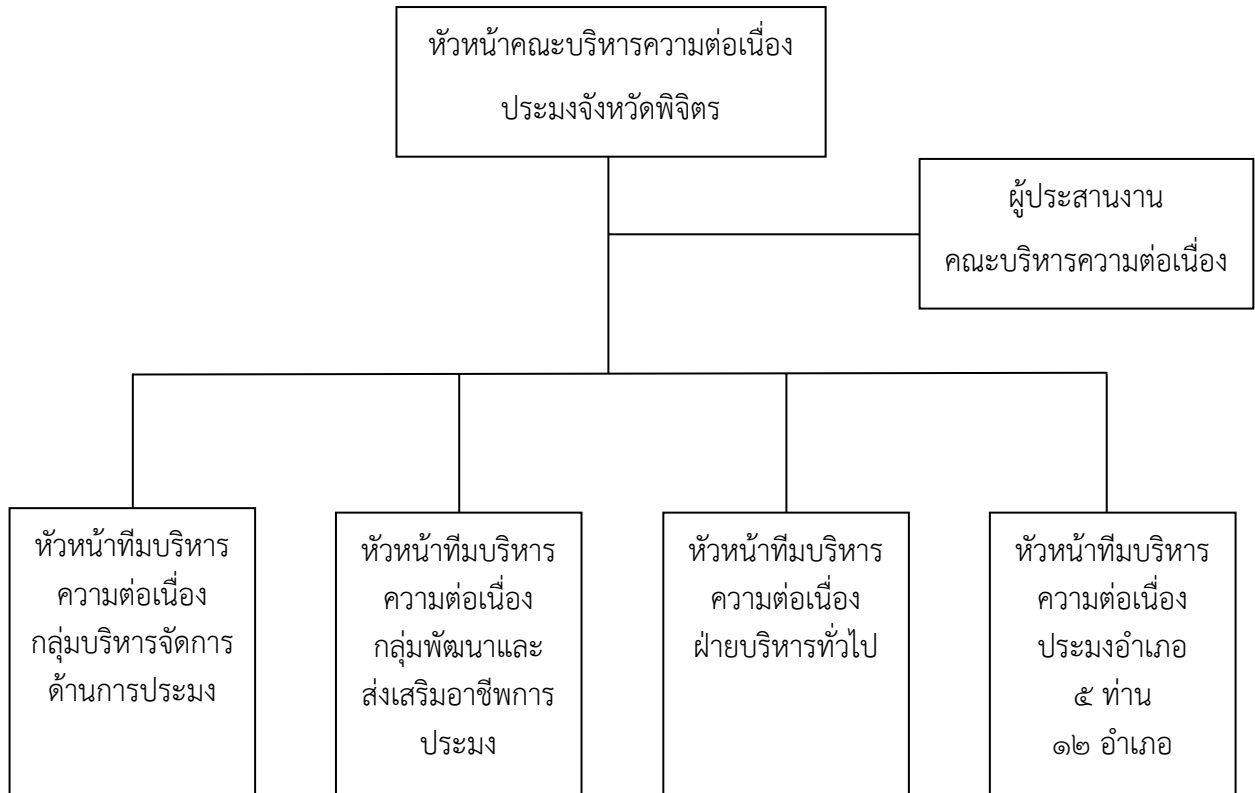 หัวหน้าคณะบริหารความต่อเนื่อง
ประมงจังหวัดพิจิตร
ผู้ประสานงาน
คณะบริหารความต่อเนื่อง
หัวหน้าทีมบริหาร
ความต่อเนื่อง
กลุ่มบริหารจัดการ
ด้านการประมง
หัวหน้าทีมบริหาร
ความต่อเนื่อง
กลุ่มพัฒนาและ
ส่งเสริมอาชีพการ
ประมง
หัวหน้าทีมบริหาร
ความต่อเนื่อง
ฝ่ายบริหารทั่วไป
หัวหน้าทีมบริหาร
ความต่อเนื่อง
ประมงอำเภอ
๕ ท่าน
๑๒ อำเภอ